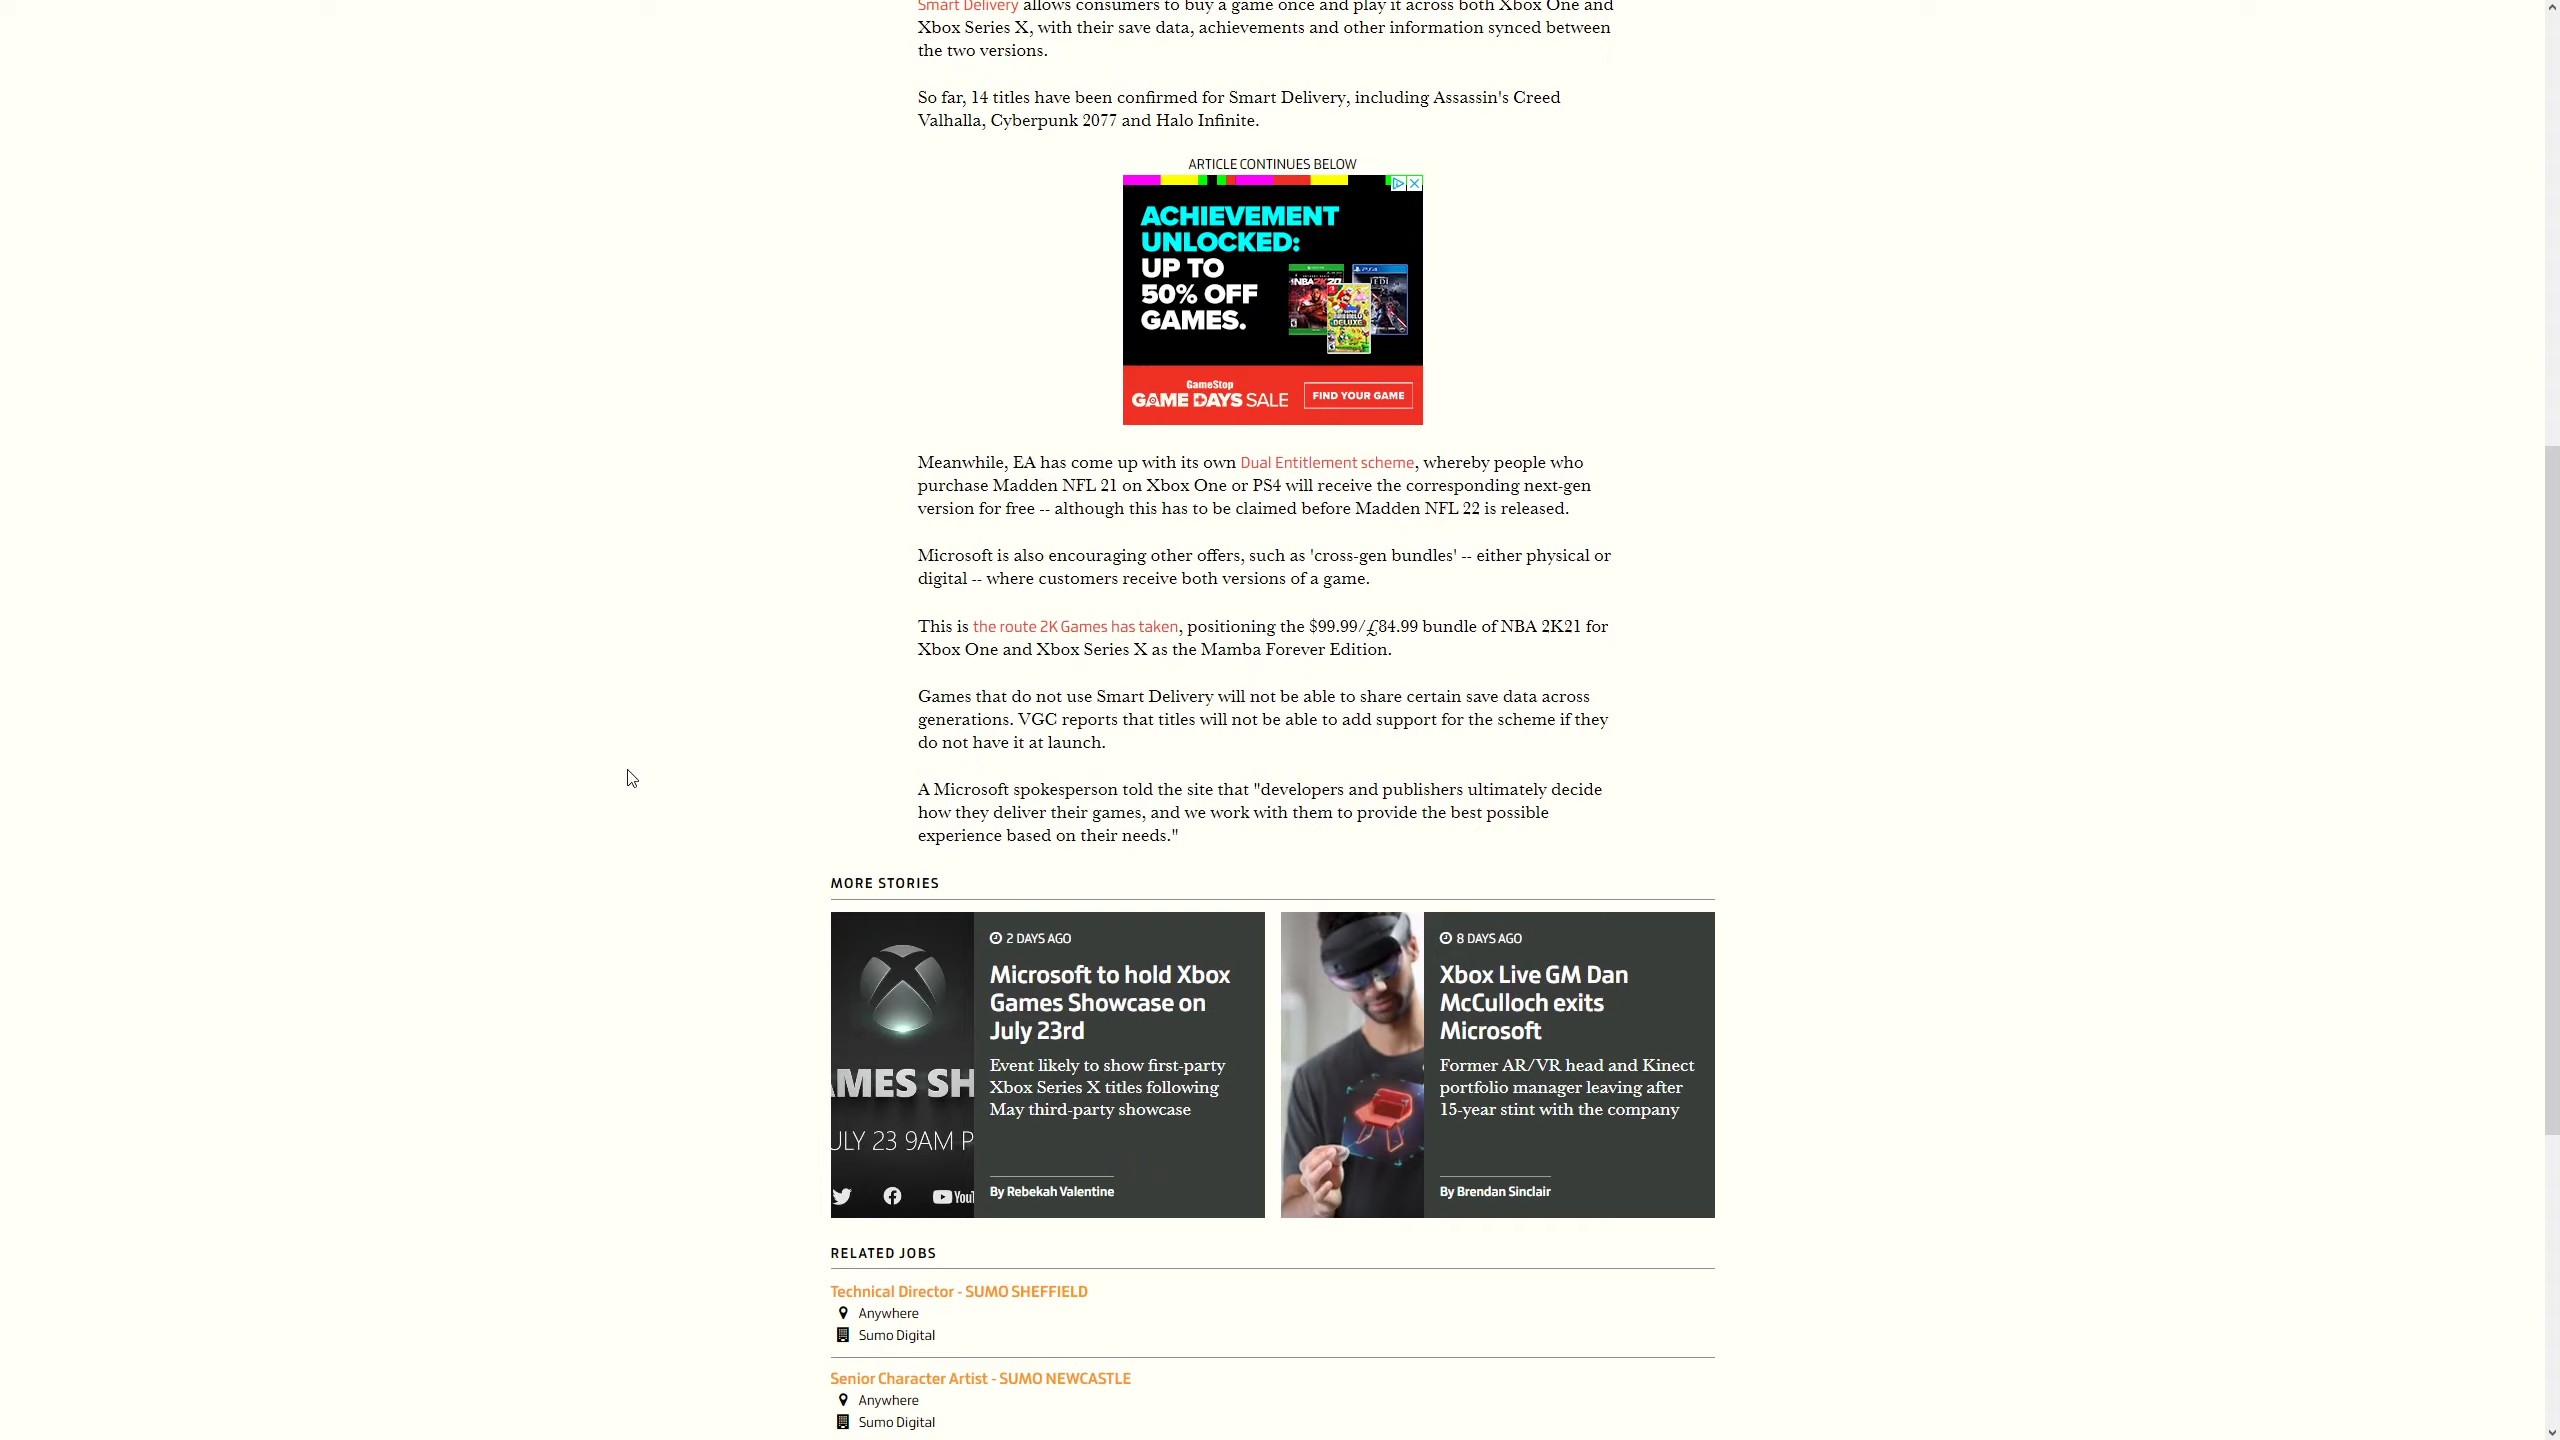 Smart Delivery allows consumers to buy a game once and play it across both Xbox One and
Xbox Series X, with their save data, achievements and other information synced between
the two versions.
So far, 14 titles have been confirmed for Smart Delivery, including Assassin's Creed
Valhalla, Cyberpunk 2077 and Halo Infinite.
ARTICLE CONTINUES BELOW
ACHIEVEMENT
UNLOCKED:
UP TO
50% OFF
GAMES.
NBA 2K20
PS4
JEDI
DELUXE
GameStop
GAME DAYS SALE
FIND YOUR GAME
Meanwhile, EA has come up with its own Dual Entitlement scheme, whereby people who
purchase Madden NFL 21 on Xbox One or PS4 will receive the corresponding next-gen
version for free -- although this has to be claimed before Madden NFL 22 is released.
Microsoft is also encouraging other offers, such as 'cross-gen bundles' -- either physical or
digital -- where customers receive both versions of a game.
This is the route 2K Games has taken, positioning the $99.99/£84.99 bundle of NBA 2K21 for
Xbox One and Xbox Series X as the Mamba Forever Edition.
Games that do not use Smart Delivery will not be able to share certain save data across
generations. VGC reports that titles will not be able to add support for the scheme if they
do not have it at launch.
A Microsoft spokesperson told the site that "developers and publishers ultimately decide
how they deliver their games, and we work with them to provide the best possible
experience based on their needs."
MORE STORIES
AMES SH
ULY 23 9AM P
YouT
2 DAYS AGO
Microsoft to hold Xbox
Games Showcase on
July 23rd
Event likely to show first-party
Xbox Series X titles following
May third-party showcase
By Rebekah Valentine
8 DAYS AGO
Xbox Live GM Dan
McCulloch exits
Microsoft
Former AR/VR head and Kinect
portfolio manager leaving after
15-year stint with the company
By Brendan Sinclair
RELATED JOBS
Technical Director - SUMO SHEFFIELD
Anywhere
Sumo Digital
Senior Character Artist - SUMO NEWCASTLE
Anywhere
Sumo Digital